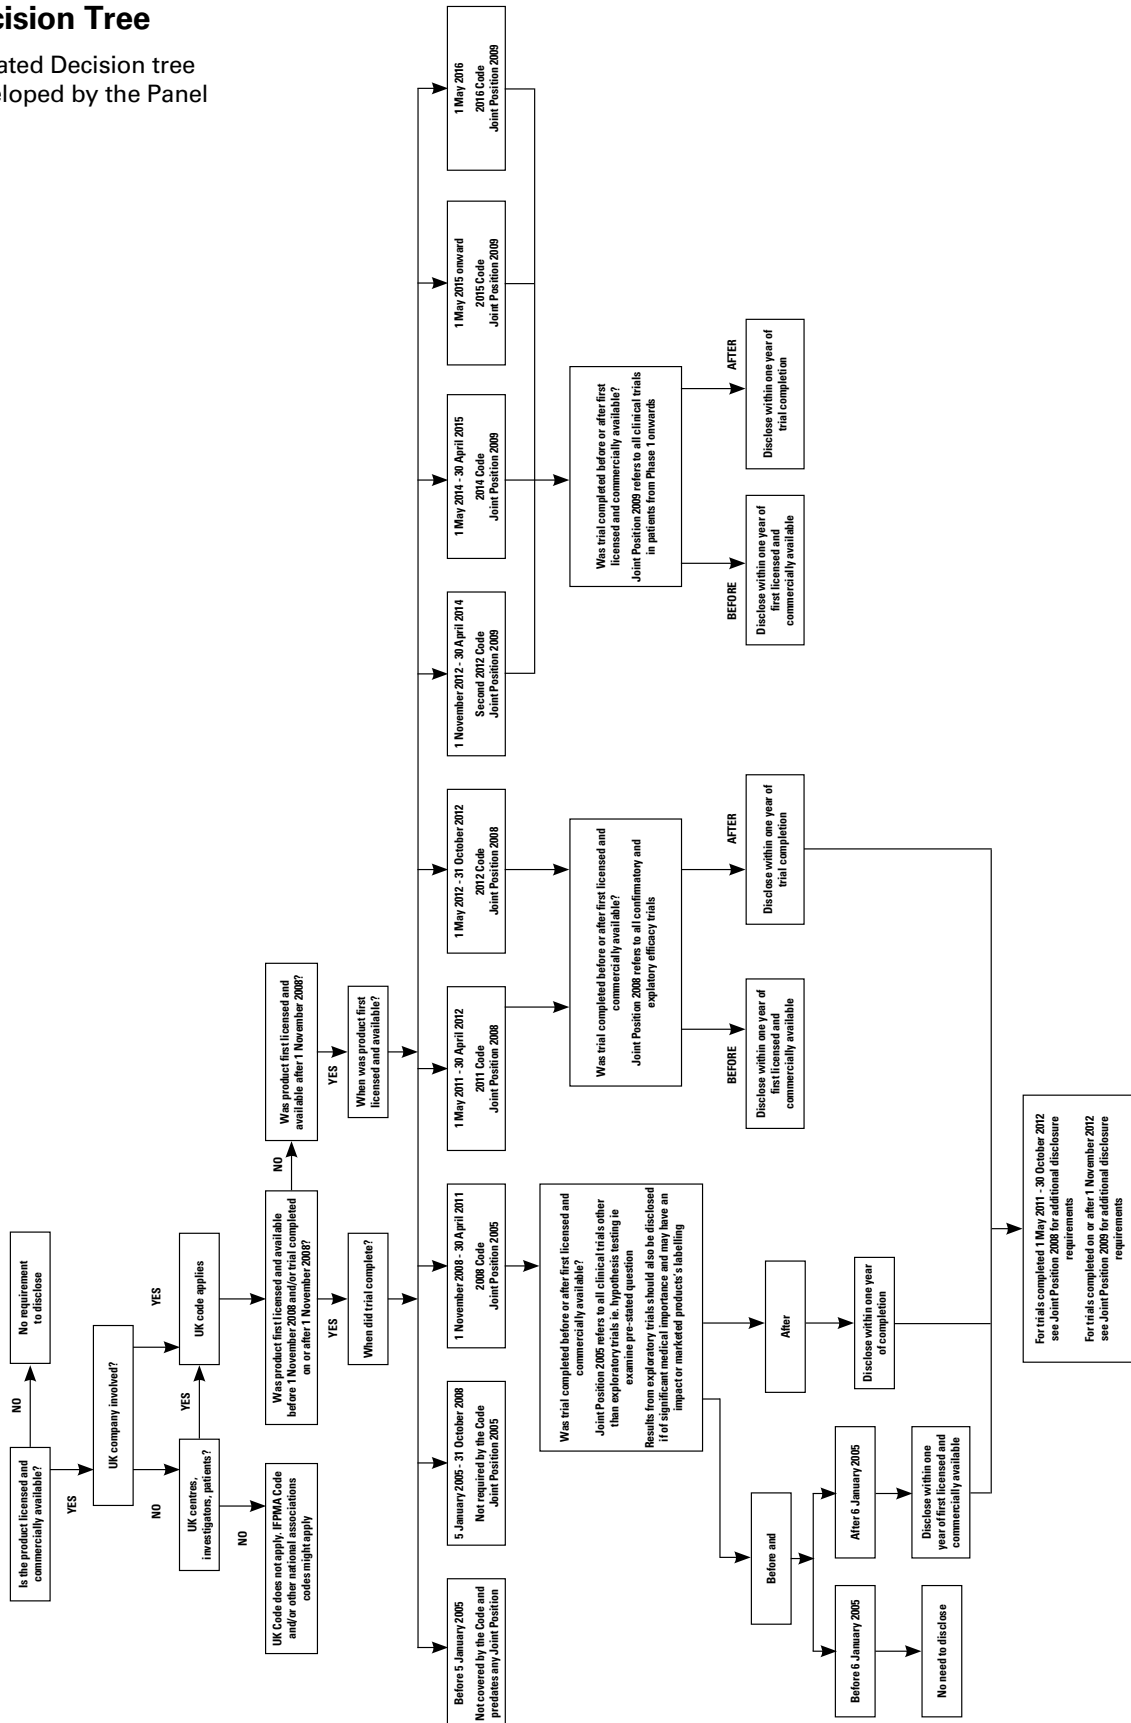 cision Tree
ated Decision tree
eloped by the Panel
Is the product licensed and
commercially available?
NO
No requirement
to disclose
YES
UK company involved?
YES
NO
UK centres,
investigators, patients?
YES
UK code applies
NO
UK Code does not apply. IFPMA Code
and/or other national associations
codes might apply
Was product first licensed and available
before 1 November 2008 and/or trial completed
on or after 1 November 2008?
NO
Was product first licensed and
available after 1 November 2008?
YES
When did trial complete?
YES
When was product first
licensed and available?
Before 5 January 2005
Not covered by the Code and
predates any Joint Position
5 January 2005 - 31 October 2008
Not required by the Code
Joint Position 2005
1 November 2008 - 30 April 2011
2008 Code
Joint Position 2005
1 May 2011 - 30 April 2012
2011 Code
Joint Position 2008
1 May 2012 - 31 October 2012
2012 Code
Joint Position 2008
1 November 2012 - 30 April 2014
Second 2012 Code
Joint Position 2009
1 May 2014 - 30 April 2015
2014 Code
Joint Position 2009
1 May 2015 onward
2015 Code
Joint Position 2009
1 May 2016
2016 Code
Joint Position 2009
Was trial completed before or after first licensed and
commercially available?
Joint Position 2005 refers to all clinical trials other
than exploratory trials ie. hypothesis testing ie
examine pre-stated question
Results from exploratory trials should also be disclosed
if of significant medical importance and may have an
impact or marketed products's labelling
Was trial completed before or after first licensed and
commercially available?
Joint Position 2008 refers to all confirmatory and
explatory efficacy trials
Was trial completed before or after first
licensed and commercially available?
Joint Position 2009 refers to all clinical trials
in patients from Phase 1 onwards
Before and
After
BEFORE
AFTER
BEFORE
AFTER
Disclose within one year of
first licensed and
commercially available
Disclose within one year of
trial completion
Disclose within one year of
first licensed and
commercially available
Disclose within one year of
trial completion
Before 6 January 2005
After 6 January 2005
Disclose within one year
of completion
No need to disclose
Disclose within one
year of first licensed and
commercially available
For trials completed 1 May 2011 - 30 October 2012
see Joint Position 2008 for additional disclosure
requirements
For trials completed on or after 1 November 2012
see Joint Position 2009 for additional disclosure
requirements